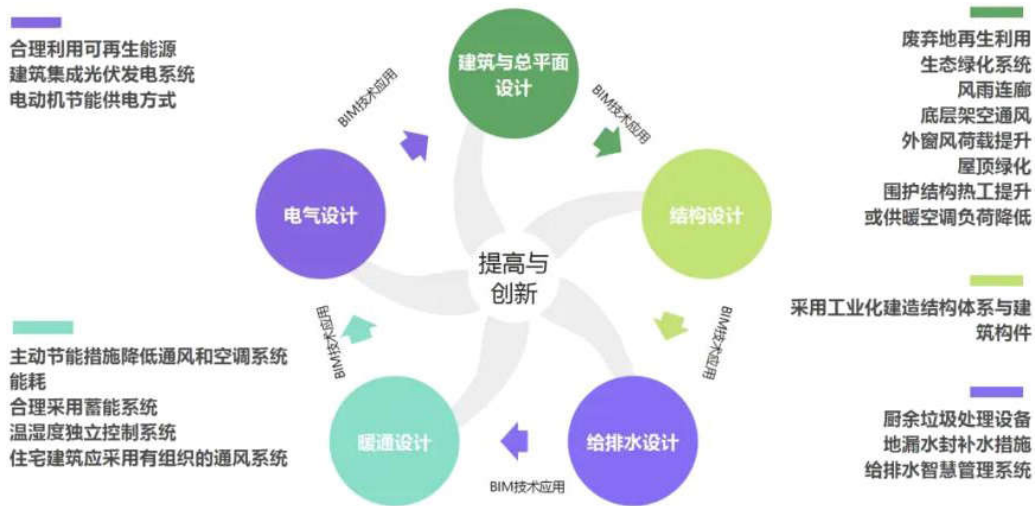 合理利用可再生能源
建筑集成光伏发电系统
电动机节能供电方式
建筑与总平面
设计
废弃地再生利用
生态绿化系统
风雨连廊
底层架空通风
外窗风荷载提升
屋顶绿化
围护结构热工提升
或供暖空调负荷降低
BIM技术应用
BIM技术应用
电气设计
结构设计
提高与
创新
采用工业化建造结构体系与建
筑构件
BIM技术应用
BIM技术应用
主动节能措施降低通风和空调系统
能耗
合理采用蓄能系统
温湿度独立控制系统
住宅建筑应采用有组织的通风系统
暖通设计
给排水设计
厨余垃圾处理设备
地漏水封补水措施
给排水智慧管理系统
BIM技术应用